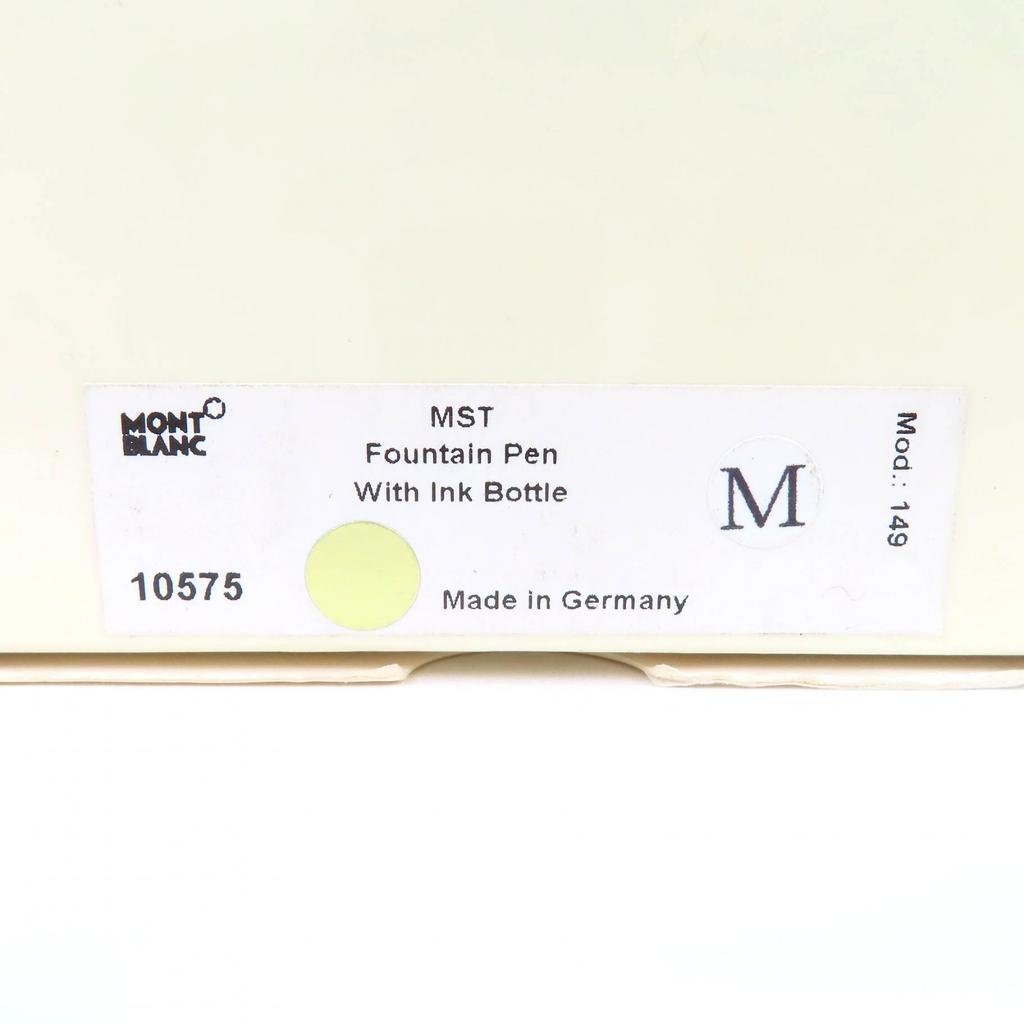 MONT
BLANC
MST
Fountain Pen
With Ink Bottle
M
Mod.: 149
10575
Made in Germany